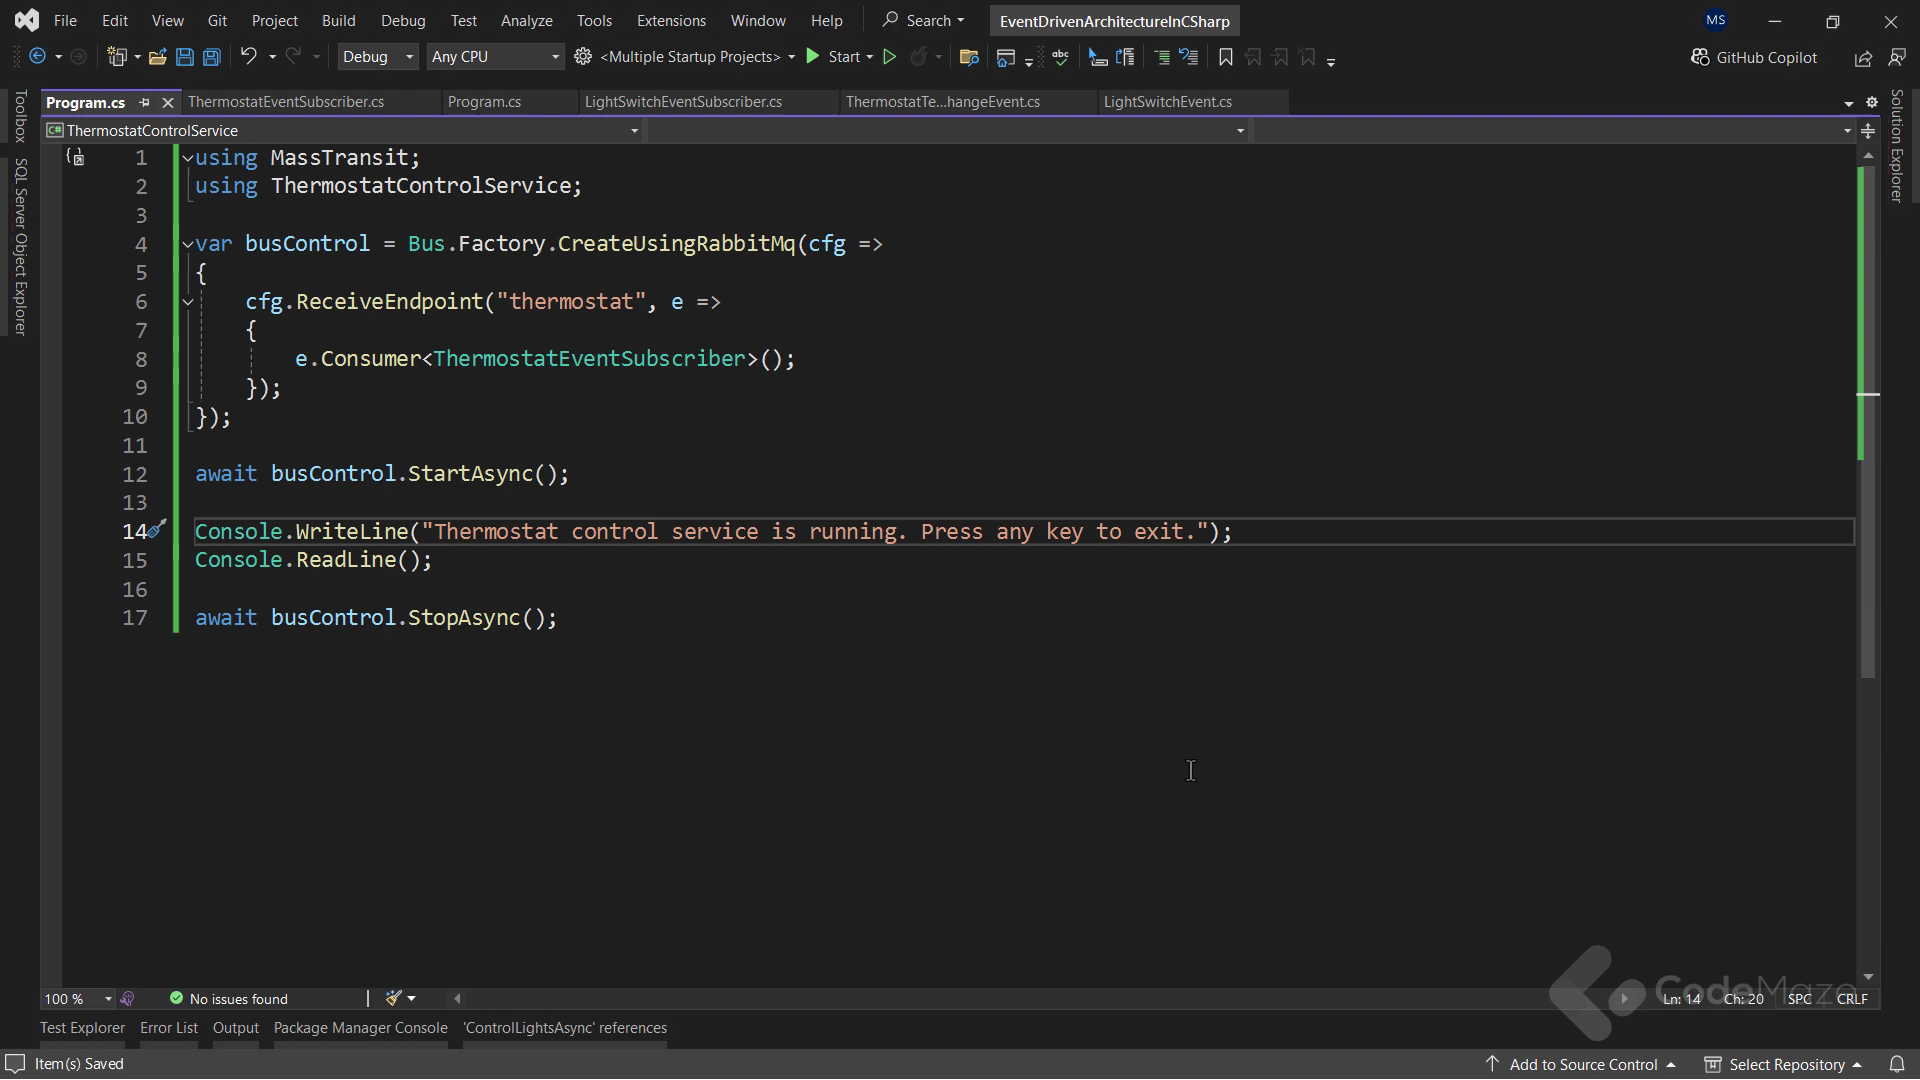 File Edit View Git Project Build Debug Test Analyze Tools Extensions Window Help Search EventDrivenArchitectureInCSharp MS
Debug Any CPU <Multiple Startup Projects> Start abc GitHub Copilot
Program.cs ThermostatEventSubscriber.cs Program.cs LightSwitchEventSubscriber.cs ThermostatTe...hangeEvent.cs LightSwitchEvent.cs
C# ThermostatControlService
Toolbox
SQL Server Object Explorer
Solution Explorer
1 using MassTransit;
2 using ThermostatControlService;
3
4 var busControl = Bus.Factory.CreateUsingRabbitMq(cfg =>
5 {
6 cfg.ReceiveEndpoint("thermostat", e =>
7 {
8 e.Consumer<ThermostatEventSubscriber>();
9 });
10 });
11
12 await busControl.StartAsync();
13
14 Console.WriteLine("Thermostat control service is running. Press any key to exit.");
15 Console.ReadLine();
16
17 await busControl.StopAsync();
CodeMaze
100 % No issues found Ln: 14 Ch: 20 SPC CRLF
Test Explorer Error List Output Package Manager Console 'ControlLightsAsync' references
Item(s) Saved Add to Source Control Select Repository